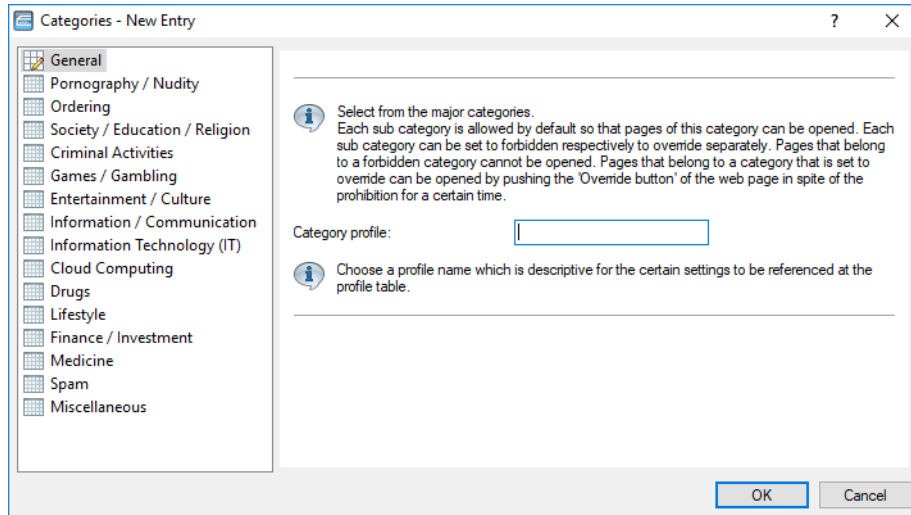 Categories - New Entry
?
General
Pornography / Nudity
Ordering
Society / Education / Religion
Criminal Activities
Games / Gambling
Entertainment / Culture
Information / Communication
Information Technology (IT)
Cloud Computing
Drugs
Lifestyle
Finance / Investment
Medicine
Spam
Miscellaneous
Select from the major categories.
Each sub category is allowed by default so that pages of this category can be opened. Each
sub category can be set to forbidden respectively to override separately. Pages that belong
to a forbidden category cannot be opened. Pages that belong to a category that is set to
override can be opened by pushing the 'Override button' of the web page in spite of the
prohibition for a certain time.
Category profile:
Choose a profile name which is descriptive for the certain settings to be referenced at the
profile table.
OK
Cancel